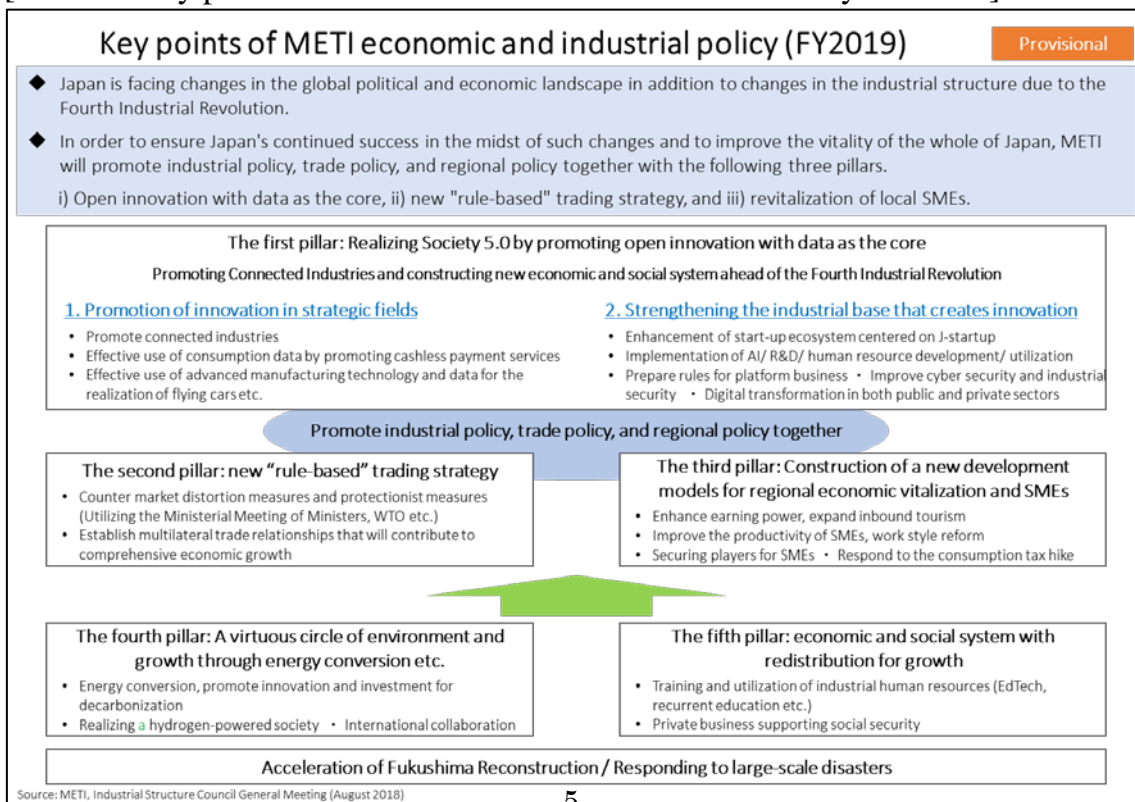 Key points of METI economic and industrial policy (FY2019)
Provisional
◆ Japan is facing changes in the global political and economic landscape in addition to changes in the industrial structure due to the
Fourth Industrial Revolution.
◆ In order to ensure Japan's continued success in the midst of such changes and to improve the vitality of the whole of Japan, METI
will promote industrial policy, trade policy, and regional policy together with the following three pillars.
i) Open innovation with data as the core, ii) new "rule-based" trading strategy, and iii) revitalization of local SMEs.
The first pillar: Realizing Society 5.0 by promoting open innovation with data as the core
Promoting Connected Industries and constructing new economic and social system ahead of the Fourth Industrial Revolution
1. Promotion of innovation in strategic fields
• Promote connected industries
• Effective use of consumption data by promoting cashless payment services
• Effective use of advanced manufacturing technology and data for the
realization of flying cars etc.
2. Strengthening the industrial base that creates innovation
• Enhancement of start-up ecosystem centered on J-startup
• Implementation of AI/ R&D/ human resource development/ utilization
• Prepare rules for platform business ・ Improve cyber security and industrial
security ・ Digital transformation in both public and private sectors
Promote industrial policy, trade policy, and regional policy together
The second pillar: new “rule-based” trading strategy
• Counter market distortion measures and protectionist measures
(Utilizing the Ministerial Meeting of Ministers, WTO etc.)
• Establish multilateral trade relationships that will contribute to
comprehensive economic growth
The third pillar: Construction of a new development
models for regional economic vitalization and SMEs
• Enhance earning power, expand inbound tourism
• Improve the productivity of SMEs, work style reform
• Securing players for SMEs ・ Respond to the consumption tax hike
The fourth pillar: A virtuous circle of environment and
growth through energy conversion etc.
• Energy conversion, promote innovation and investment for
decarbonization
• Realizing a hydrogen-powered society ・ International collaboration
The fifth pillar: economic and social system with
redistribution for growth
• Training and utilization of industrial human resources (EdTech,
recurrent education etc.)
• Private business supporting social security
Acceleration of Fukushima Reconstruction / Responding to large-scale disasters
Source: METI, Industrial Structure Council General Meeting (August 2018)
5